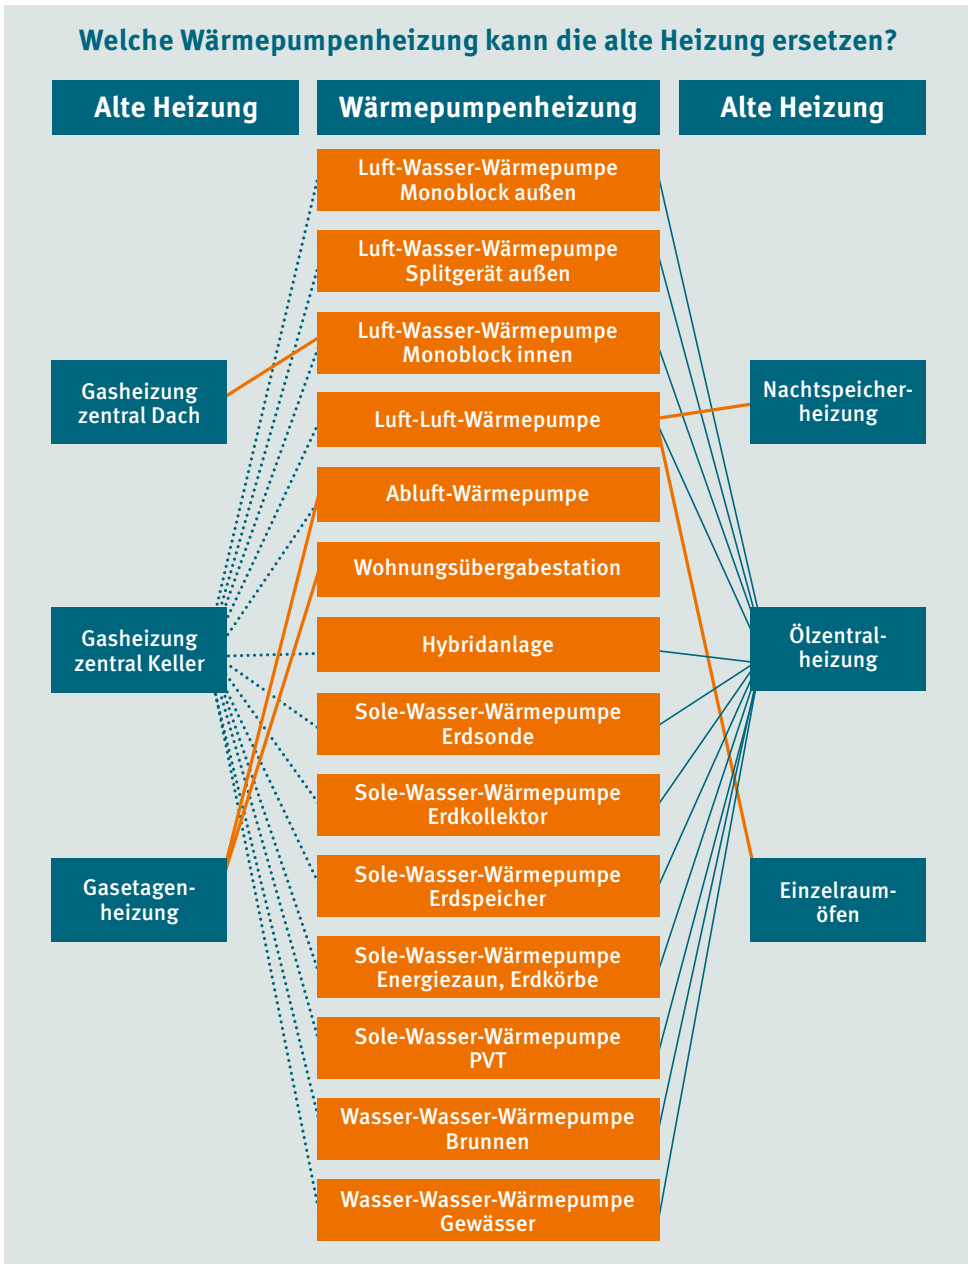 Welche Wärmepumpenheizung kann die alte Heizung ersetzen?
Alte Heizung
Wärmepumpenheizung
Alte Heizung
Gasheizung
zentral Dach
Gasheizung
zentral Keller
Gasetagen-
heizung
Luft-Wasser-Wärmepumpe
Monoblock außen
Luft-Wasser-Wärmepumpe
Splitgerät außen
Luft-Wasser-Wärmepumpe
Monoblock innen
Luft-Luft-Wärmepumpe
Abluft-Wärmepumpe
Wohnungsübergabestation
Hybridanlage
Sole-Wasser-Wärmepumpe
Erdsonde
Sole-Wasser-Wärmepumpe
Erdkollektor
Sole-Wasser-Wärmepumpe
Erdspeicher
Sole-Wasser-Wärmepumpe
Energiezaun, Erdkörbe
Sole-Wasser-Wärmepumpe
PVT
Wasser-Wasser-Wärmepumpe
Brunnen
Wasser-Wasser-Wärmepumpe
Gewässer
Nachtspeicher-
heizung
Ölzentral-
heizung
Einzelraum-
öfen